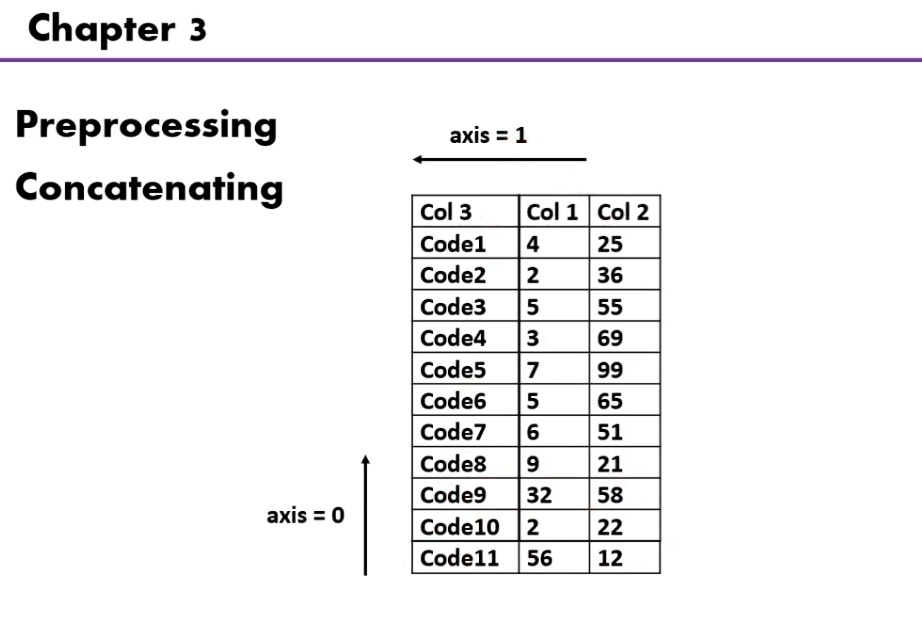 Chapter 3
Preprocessing
Concatenating
axis = 1
Col 3 Col 1 Col 2
Code1 4 25
Code2 2 36
Code3 5 55
Code4 3 69
Code5 7 99
Code6 5 65
Code7 6 51
Code8 9 21
Code9 32 58
Code10 2 22
Code11 56 12
axis = 0